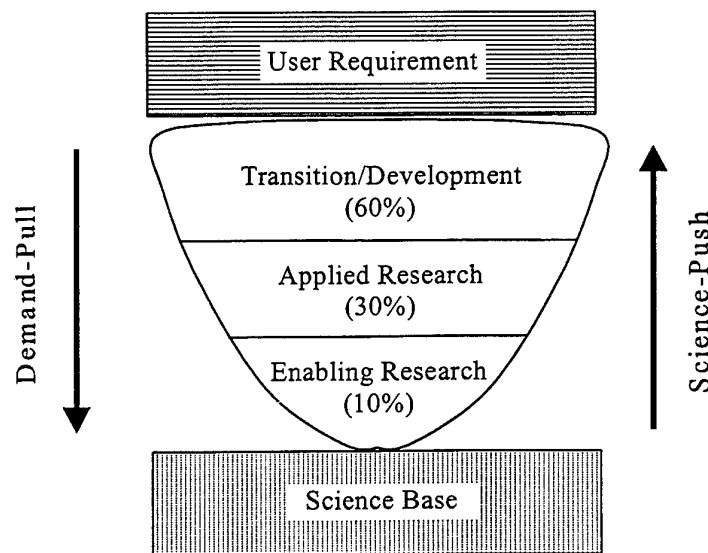 User Requirement
Transition/Development
(60%)
Applied Research
(30%)
Enabling Research
(10%)
Science Base
Demand-Pull
Science-Push